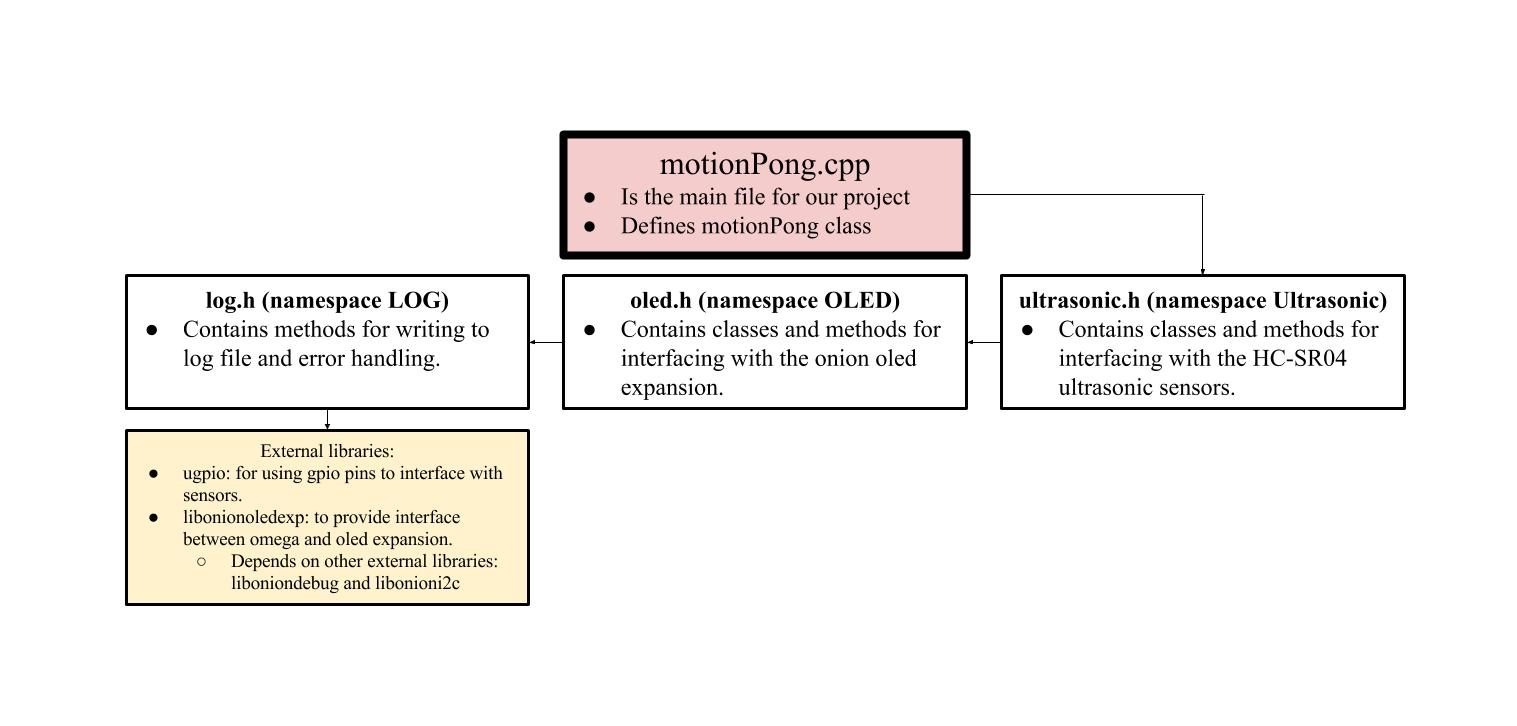 motionPong.cpp
● Is the main file for our project
● Defines motionPong class
log.h (namespace LOG)
● Contains methods for writing to
log file and error handling.
oled.h (namespace OLED)
● Contains classes and methods for
interfacing with the onion oled
expansion.
ultrasonic.h (namespace Ultrasonic)
● Contains classes and methods for
interfacing with the HC-SR04
ultrasonic sensors.
External libraries:
● ugpio: for using gpio pins to interface with
sensors.
● libonionoledexp: to provide interface
between omega and oled expansion.
○ Depends on other external libraries:
liboniondebug and libonioni2c